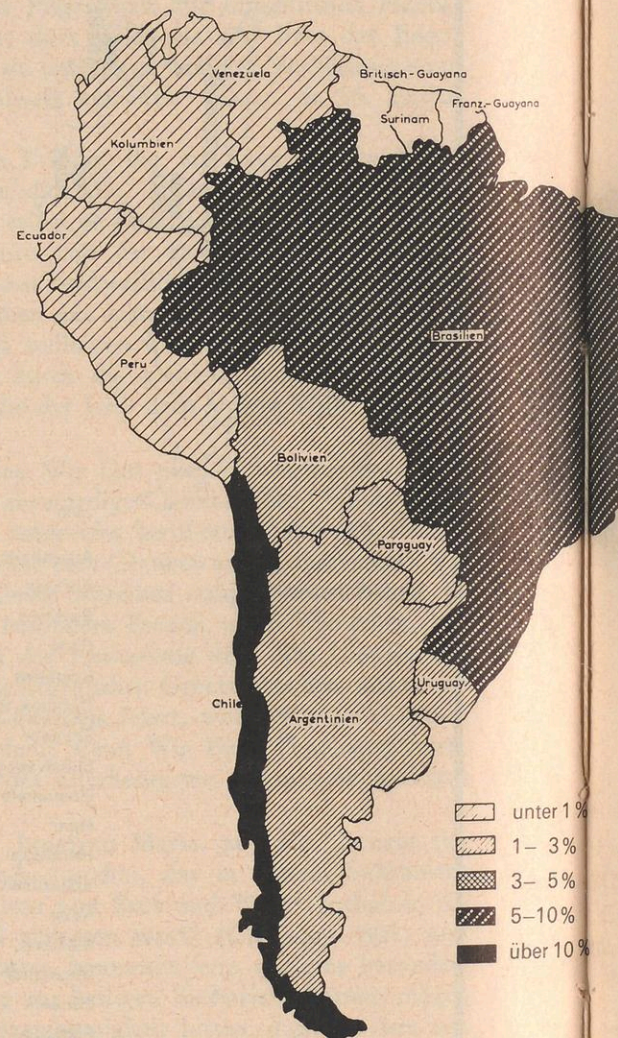 Venezuela
Britisch-Guayana
Franz.-Guayana
Surinam
Kolumbien
Ecuador
Brasilien
Peru
Bolivien
Paraguay
Uruguay
Chile
Argentinien
unter 1%
1– 3%
3– 5%
5–10%
über 10%